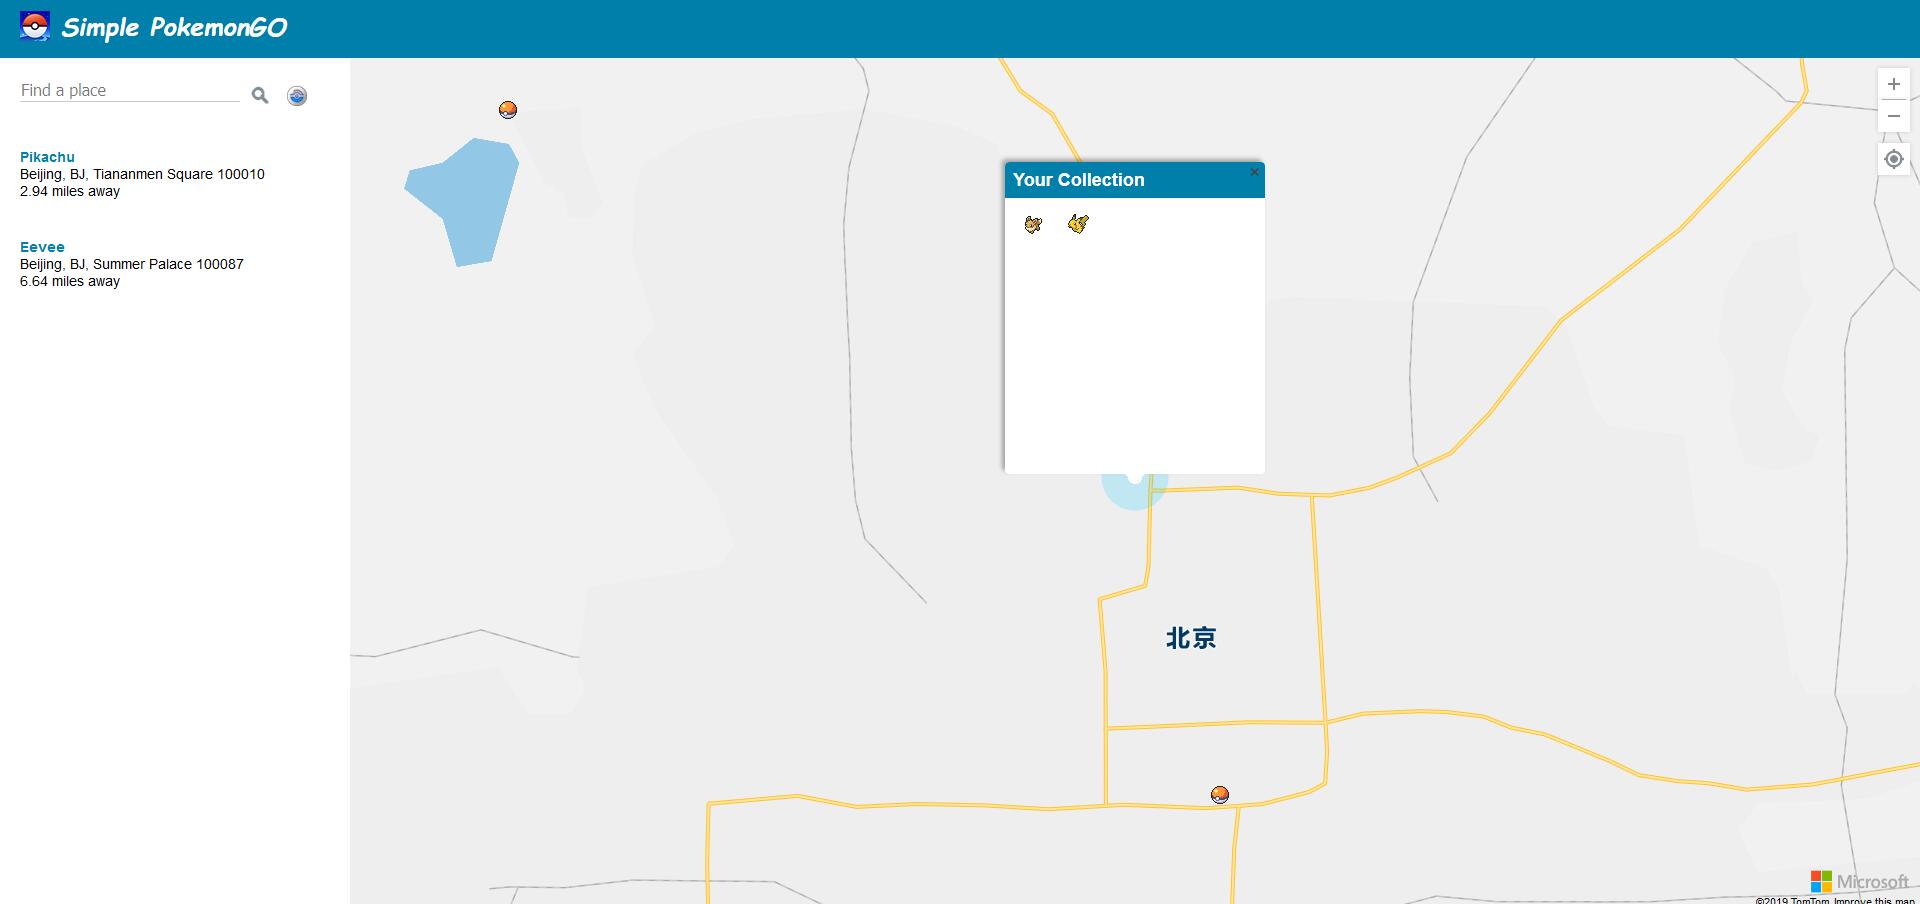 Simple PokemonGO
Find a place
Pikachu
Beijing, BJ, Tiananmen Square 100010
2.94 miles away
Eevee
Beijing, BJ, Summer Palace 100087
6.64 miles away
Your Collection
北京
Microsoft
©2019 TomTom Improve this map